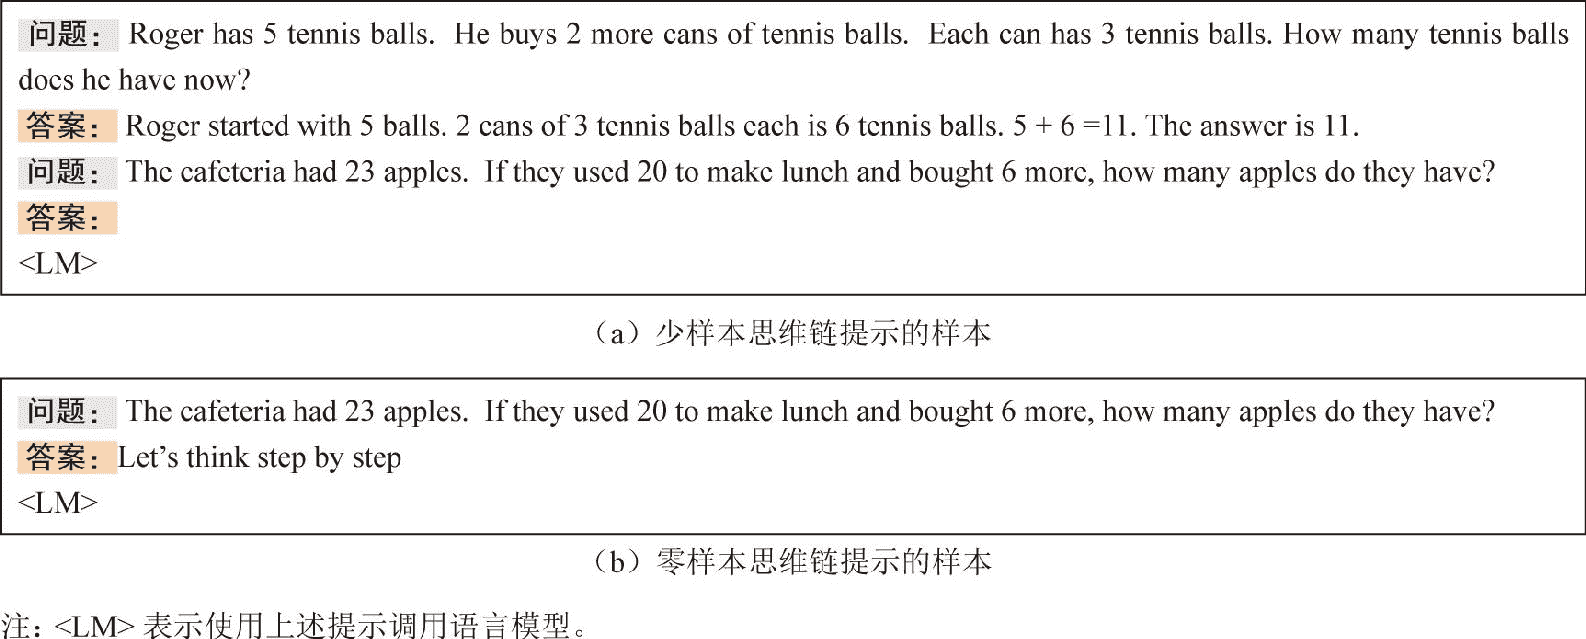 问题： Roger has 5 tennis balls. He buys 2 more cans of tennis balls. Each can has 3 tennis balls. How many tennis balls
does he have now?
答案： Roger started with 5 balls. 2 cans of 3 tennis balls each is 6 tennis balls. 5 + 6 =11. The answer is 11.
问题： The cafeteria had 23 apples. If they used 20 to make lunch and bought 6 more, how many apples do they have?
答案：
<LM>
（a）少样本思维链提示的样本
问题： The cafeteria had 23 apples. If they used 20 to make lunch and bought 6 more, how many apples do they have?
答案： Let’s think step by step
<LM>
（b）零样本思维链提示的样本
注：<LM> 表示使用上述提示调用语言模型。